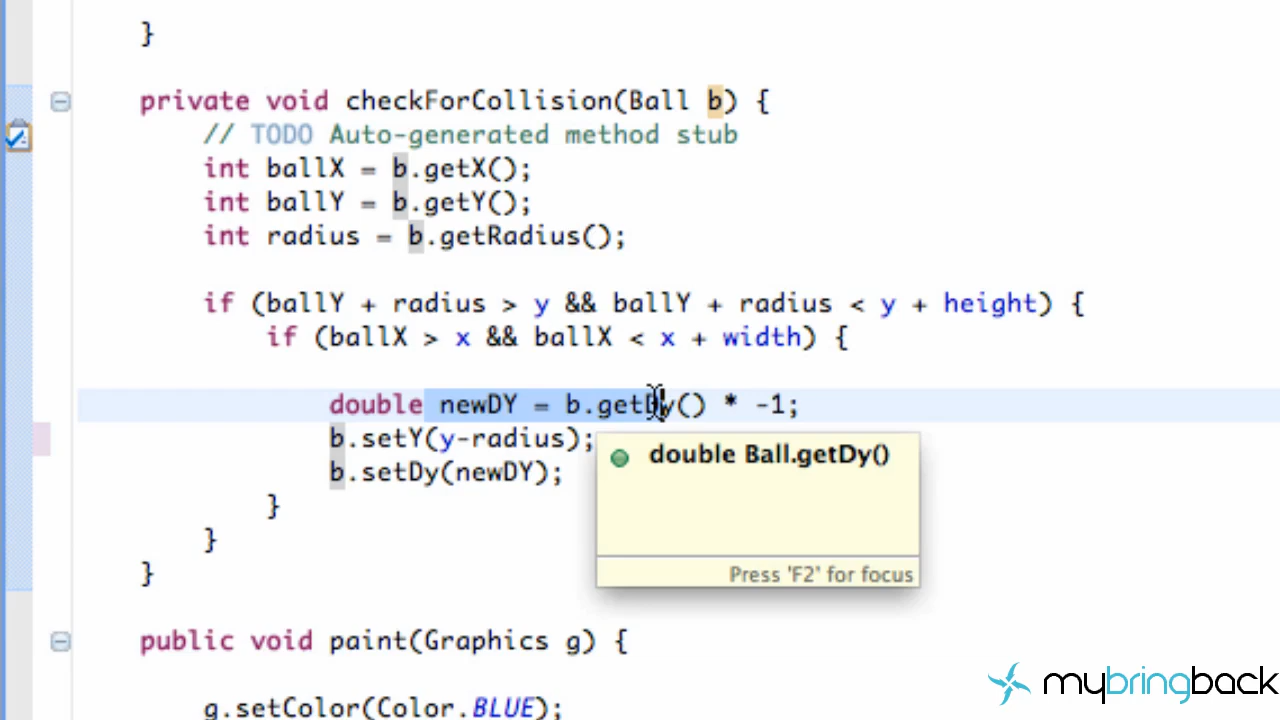 }
private void checkForCollision(Ball b) {
// TODO Auto-generated method stub
int ballX = b.getX();
int ballY = b.getY();
int radius = b.getRadius();
if (ballY + radius > y && ballY + radius < y + height) {
if (ballX > x && ballX < x + width) {
double newDY = b.getDy() * -1;
b.setY(y-radius);
b.setDy(newDY);
double Ball.getDy()
Press 'F2' for focus
}
}
}
public void paint(Graphics g) {
g.setColor(Color.BLUE);
mybringback